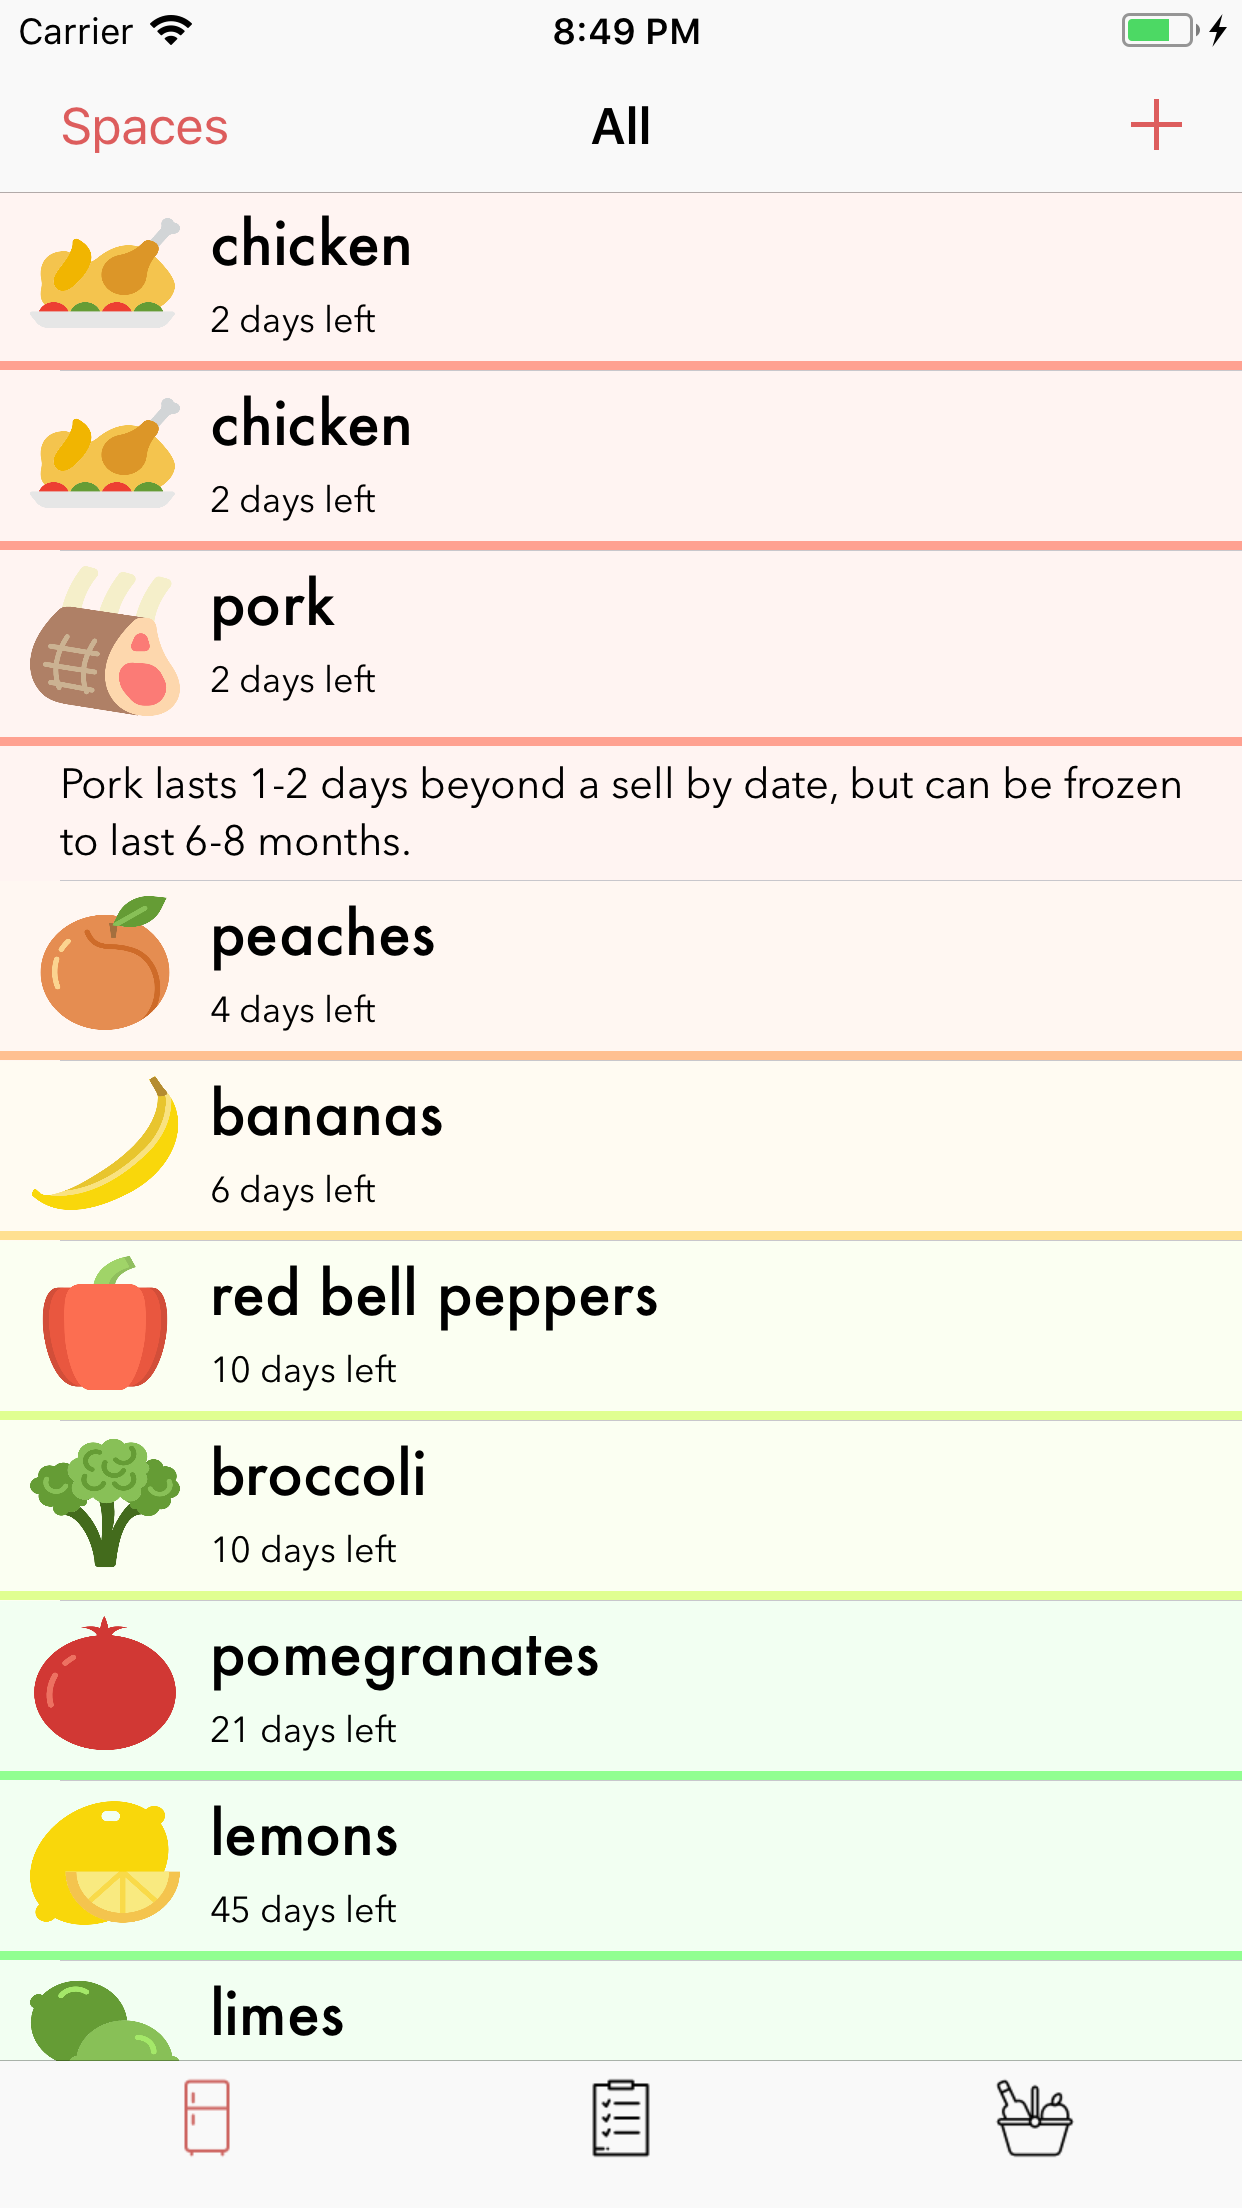 Carrier 8:49 PM
Spaces All
chicken
2 days left
chicken
2 days left
pork
2 days left
Pork lasts 1-2 days beyond a sell by date, but can be frozen
to last 6-8 months.
peaches
4 days left
bananas
6 days left
red bell peppers
10 days left
broccoli
10 days left
pomegranates
21 days left
lemons
45 days left
limes